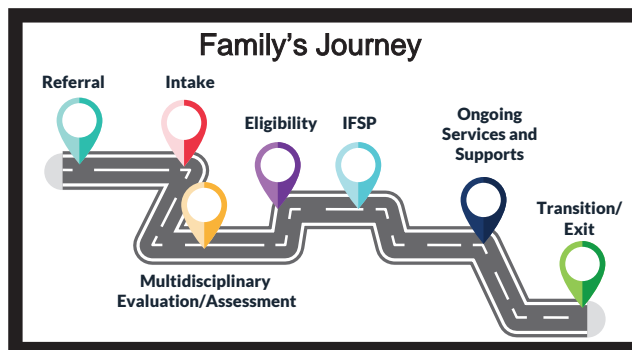 Family's Journey
Referral
Intake
Multidisciplinary
Evaluation/Assessment
Eligibility
IFSP
Ongoing
Services and
Supports
Transition/
Exit